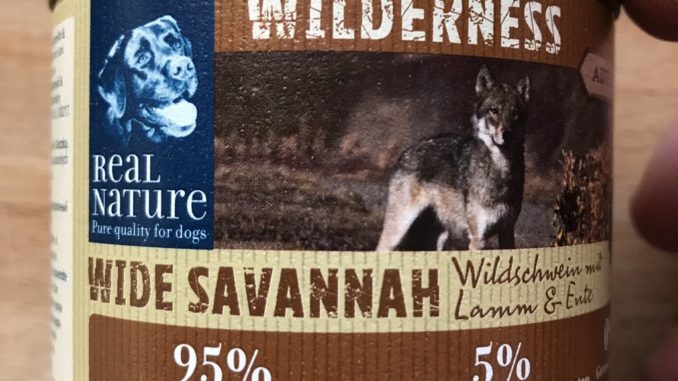 WILDERNESS
REAL
NATURE
Pure quality for dogs
WIDE SAVANNAH
Wildschwein mit
Lamm & Ente
95% 5%